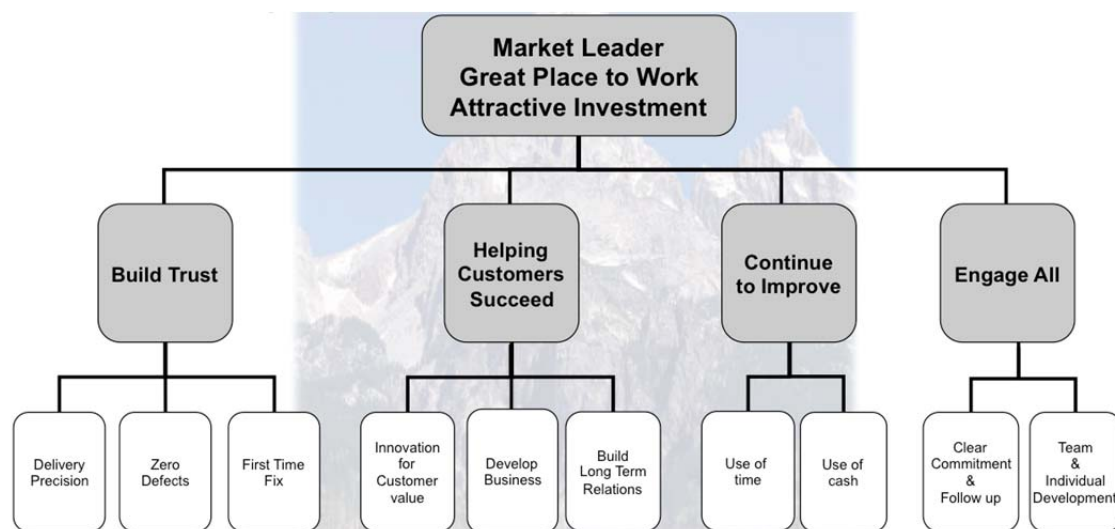 Market Leader
Great Place to Work
Attractive Investment
Build Trust
Helping
Customers
Succeed
Continue
to Improve
Engage All
Delivery
Precision
Zero
Defects
First Time
Fix
Innovation
for
Customer
value
Develop
Business
Build
Long Term
Relations
Use of
time
Use of
cash
Clear
Commitment
&
Follow up
Team
&
Individual
Development